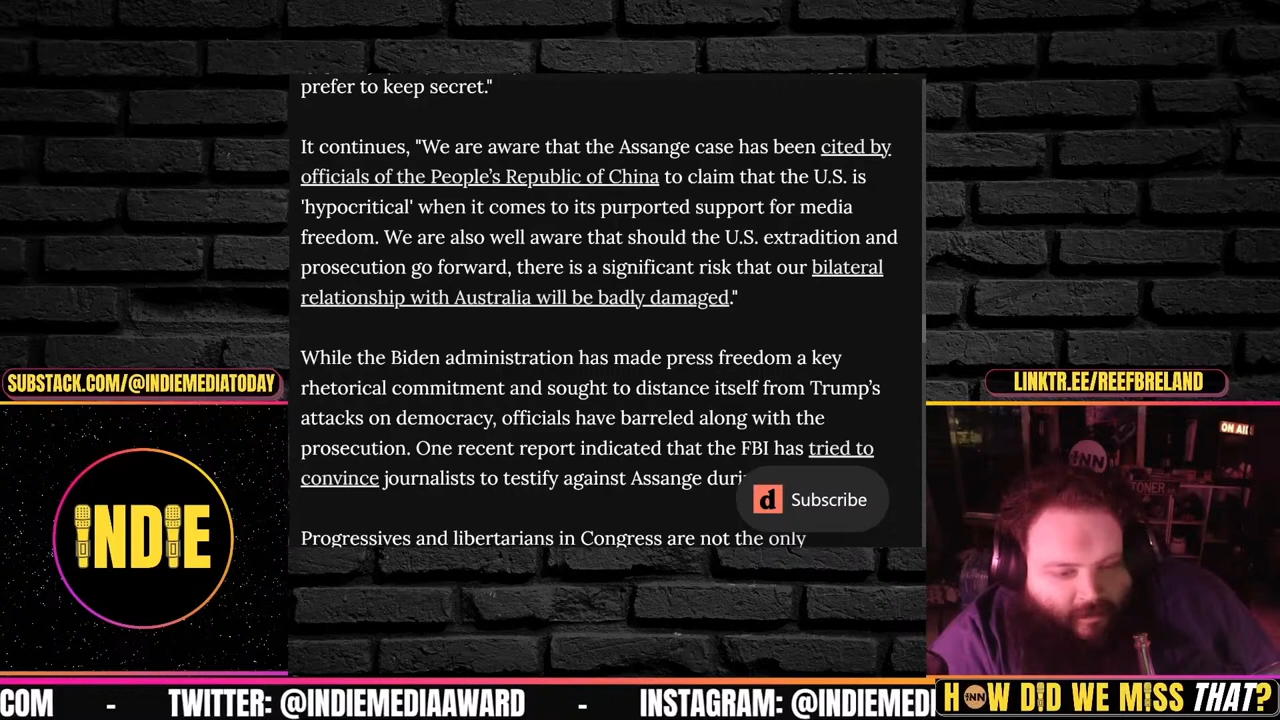 prefer to keep secret."
It continues, "We are aware that the Assange case has been cited by
officials of the People’s Republic of China to claim that the U.S. is
'hypocritical' when it comes to its purported support for media
freedom. We are also well aware that should the U.S. extradition and
prosecution go forward, there is a significant risk that our bilateral
relationship with Australia will be badly damaged."
While the Biden administration has made press freedom a key
rhetorical commitment and sought to distance itself from Trump’s
attacks on democracy, officials have barreled along with the
prosecution. One recent report indicated that the FBI has tried to
convince journalists to testify against Assange duri
d Subscribe
Progressives and libertarians in Congress are not the only
SUBSTACK.COM/@INDIEMEDIATODAY
INDIE
LINKTR.EE/REEFBRELAND
ON AIR
INN
TONER
COM - TWITTER: @INDIEMEDIAAWARD - INSTAGRAM: @INDIEMEDI
HOW DID WE MISS THAT?